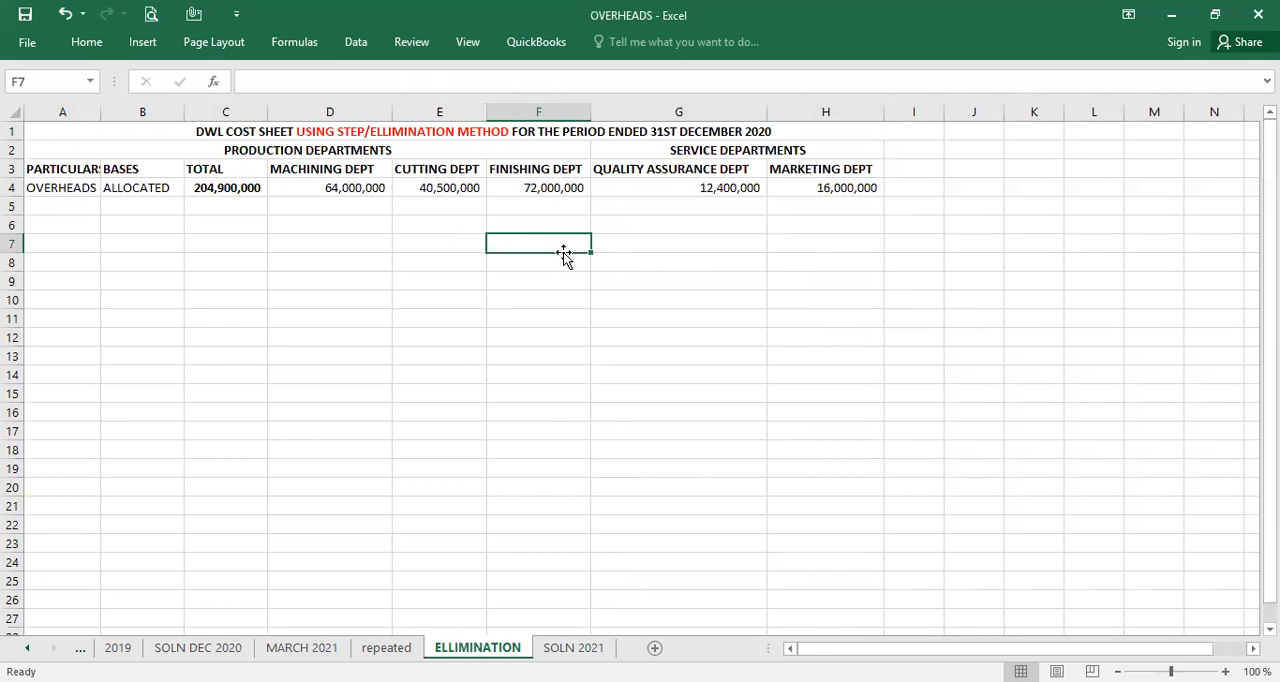 OVERHEADS - Excel
File Home Insert Page Layout Formulas Data Review View QuickBooks Tell me what you want to do... Sign in Share
F7 fx
A B C D E F G H I J K L M N
1 DWL COST SHEET USING STEP/ELLIMINATION METHOD FOR THE PERIOD ENDED 31ST DECEMBER 2020
2 PRODUCTION DEPARTMENTS SERVICE DEPARTMENTS
3 PARTICULARS BASES TOTAL MACHINING DEPT CUTTING DEPT FINISHING DEPT QUALITY ASSURANCE DEPT MARKETING DEPT
4 OVERHEADS ALLOCATED 204,900,000 64,000,000 40,500,000 72,000,000 12,400,000 16,000,000
5
6
7
8
9
10
11
12
13
14
15
16
17
18
19
20
21
22
23
24
25
26
27
... 2019 SOLN DEC 2020 MARCH 2021 repeated ELLIMINATION SOLN 2021
Ready 100 %